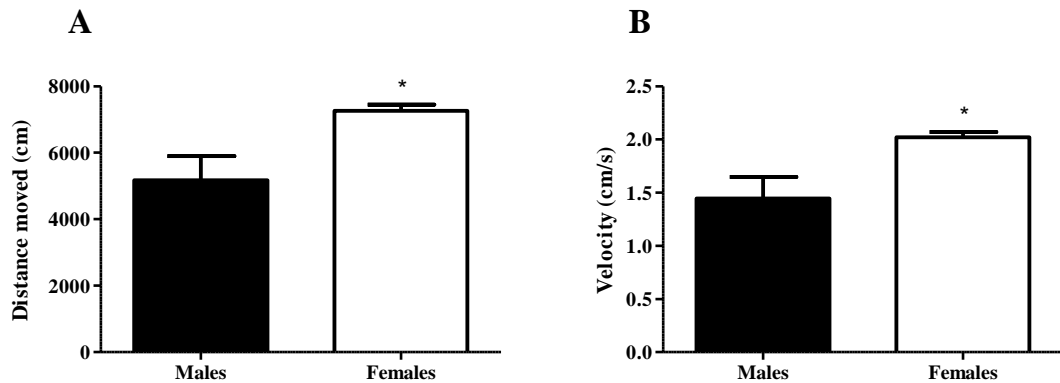 A
Distance moved (cm)
8000
6000
4000
2000
0
*
Males
Females
B
Velocity (cm/s)
2.5
2.0
1.5
1.0
0.5
0.0
*
Males
Females